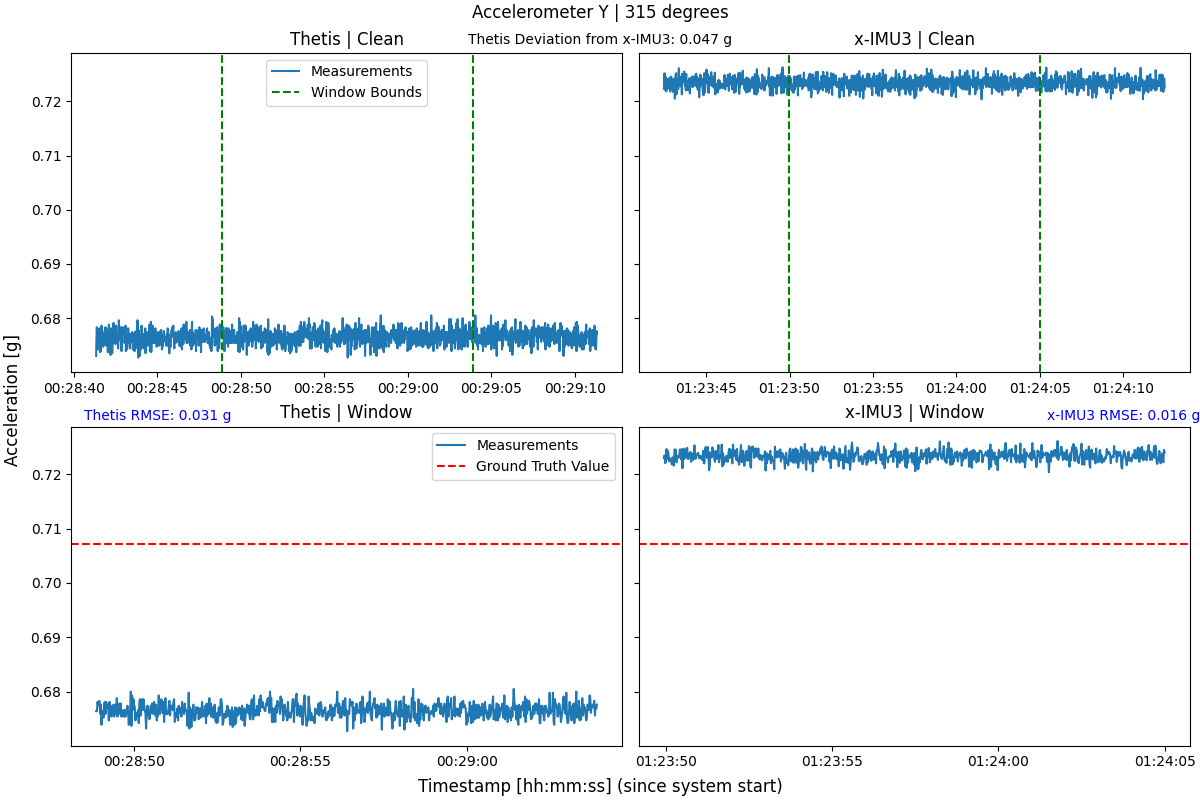 Accelerometer Y | 315 degrees
Thetis | Clean
Thetis Deviation from x-IMU3: 0.047 g
x-IMU3 | Clean
Measurements
Window Bounds
0.72
0.71
0.70
0.69
0.68
00:28:40 00:28:45 00:28:50 00:28:55 00:29:00 00:29:05 00:29:10
01:23:45 01:23:50 01:23:55 01:24:00 01:24:05 01:24:10
Acceleration [g]
Thetis RMSE: 0.031 g
Thetis | Window
x-IMU3 | Window
x-IMU3 RMSE: 0.016 g
Measurements
Ground Truth Value
0.72
0.71
0.70
0.69
0.68
00:28:50 00:28:55 00:29:00
01:23:50 01:23:55 01:24:00 01:24:05
Timestamp [hh:mm:ss] (since system start)